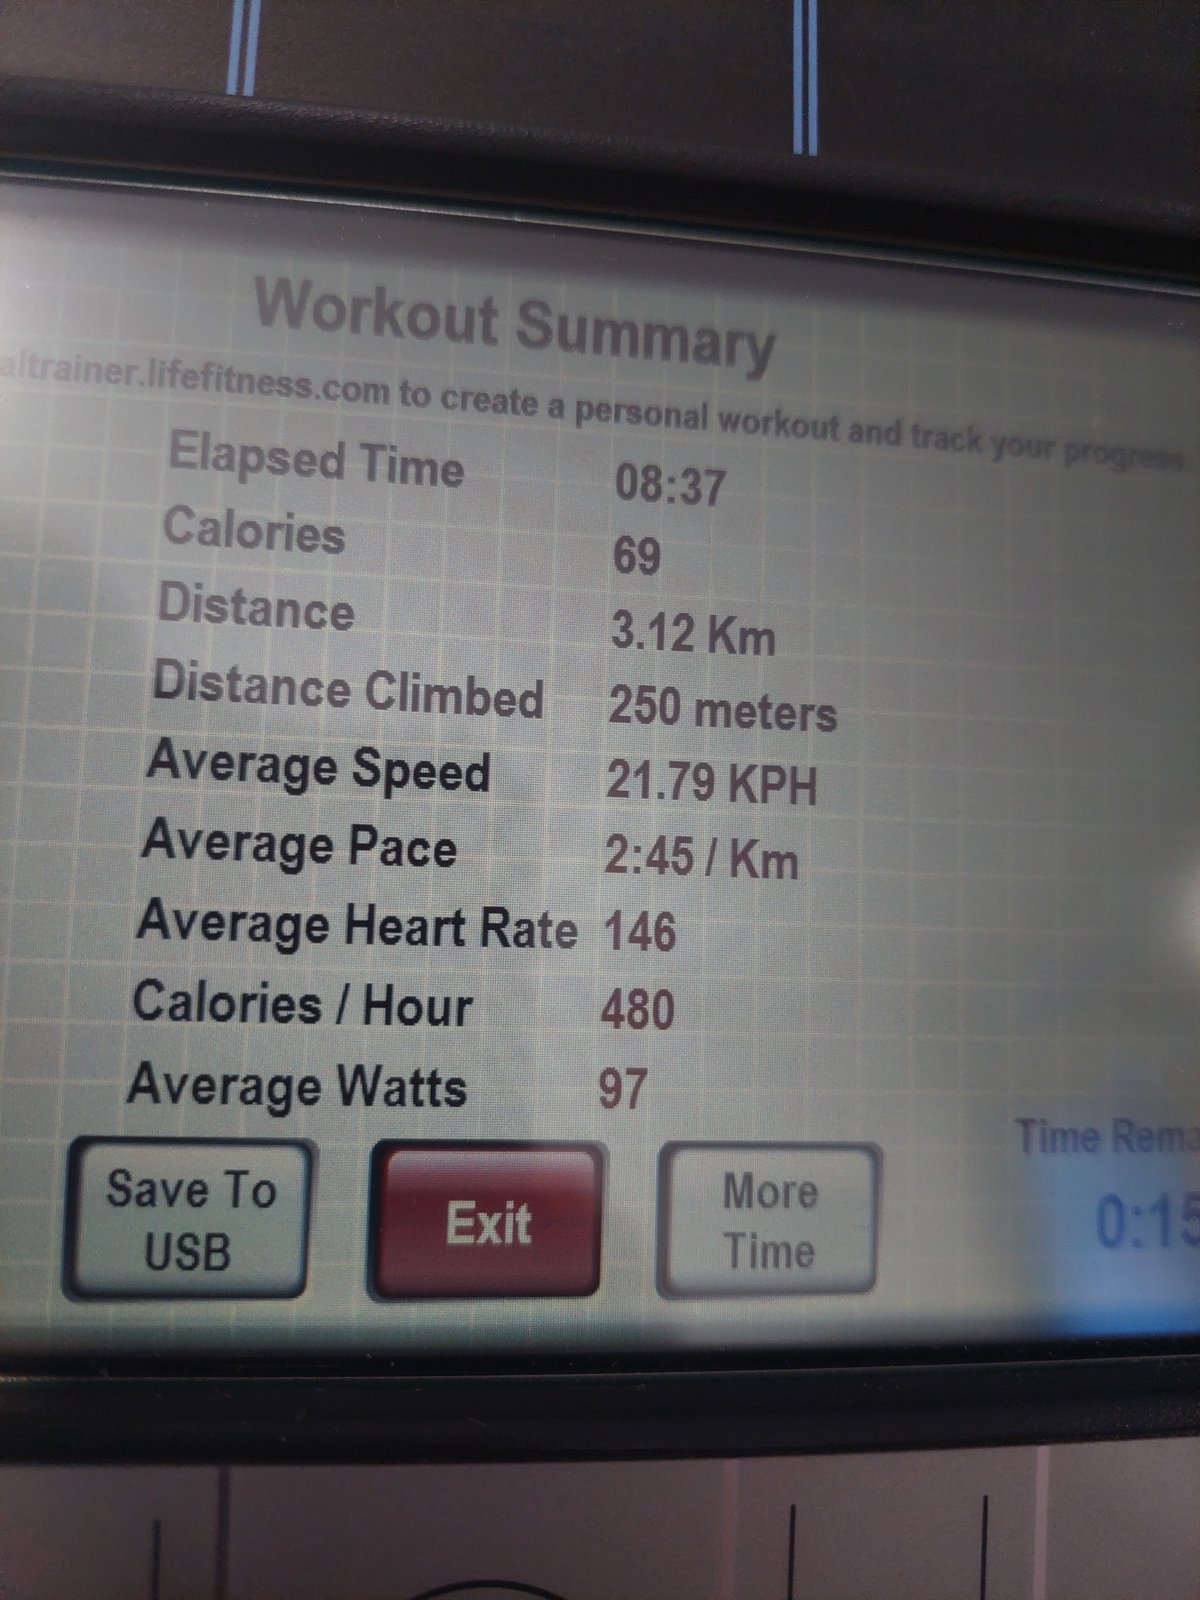 Workout Summary
altrainer.lifefitness.com to create a personal workout and track your progress.
Elapsed Time 08:37
Calories 69
Distance 3.12 Km
Distance Climbed 250 meters
Average Speed 21.79 KPH
Average Pace 2:45 / Km
Average Heart Rate 146
Calories / Hour 480
Average Watts 97
Time Rema
0:15
Save To
USB
Exit
More
Time